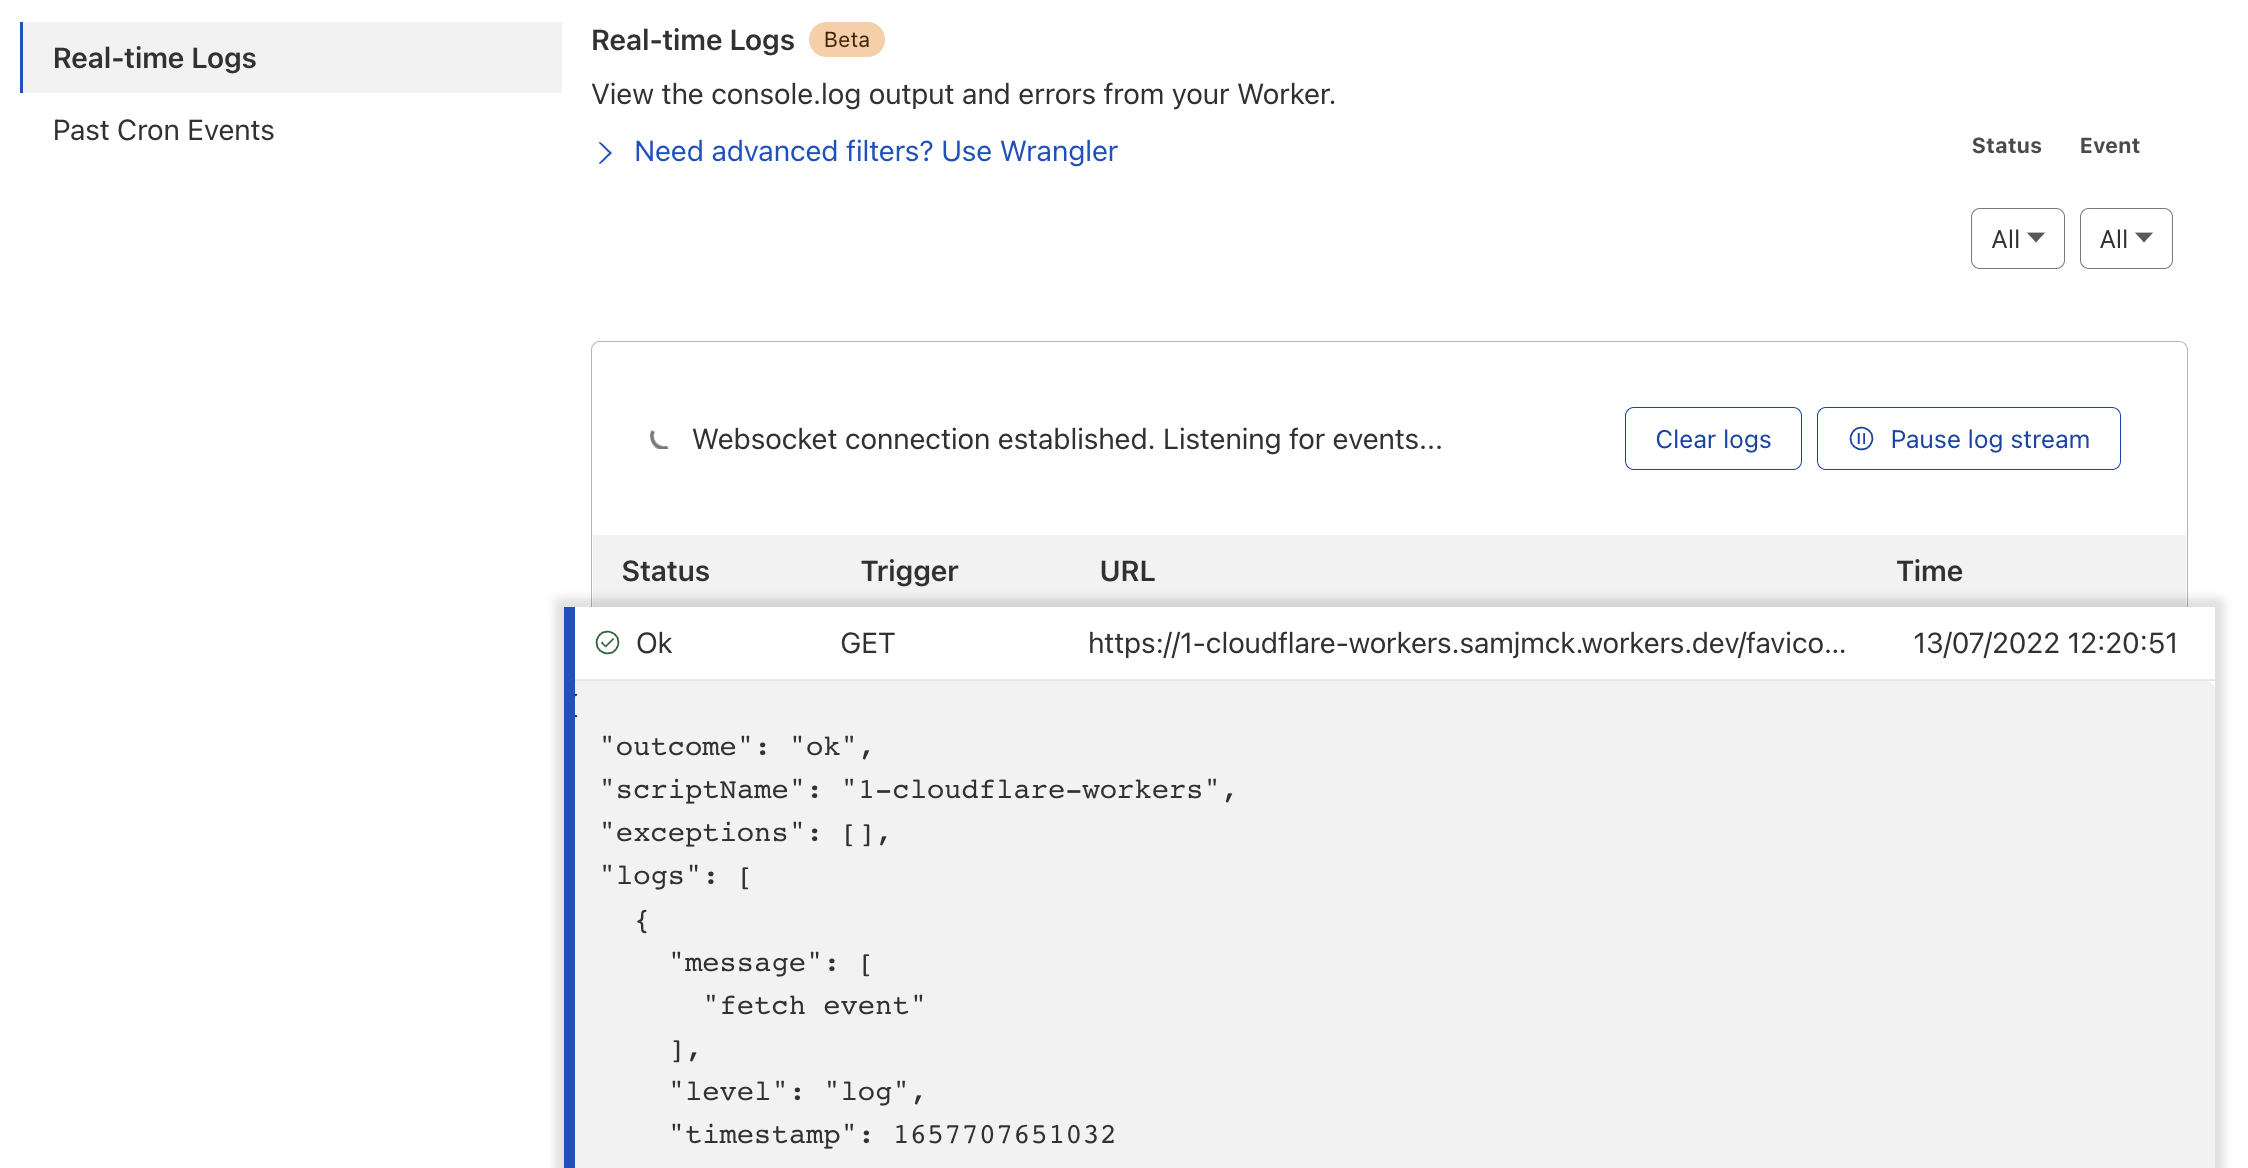 Real-time Logs
Past Cron Events
Real-time Logs Beta
View the console.log output and errors from your Worker.
Need advanced filters? Use Wrangler
Status Event
All All
Websocket connection established. Listening for events...
Clear logs Pause log stream
Status Trigger URL Time
Ok GET https://1-cloudflare-workers.samjmck.workers.dev/favico... 13/07/2022 12:20:51
"outcome": "ok",
"scriptName": "1-cloudflare-workers",
"exceptions": [],
"logs": [
{
"message": [
"fetch event"
],
"level": "log",
"timestamp": 1657707651032